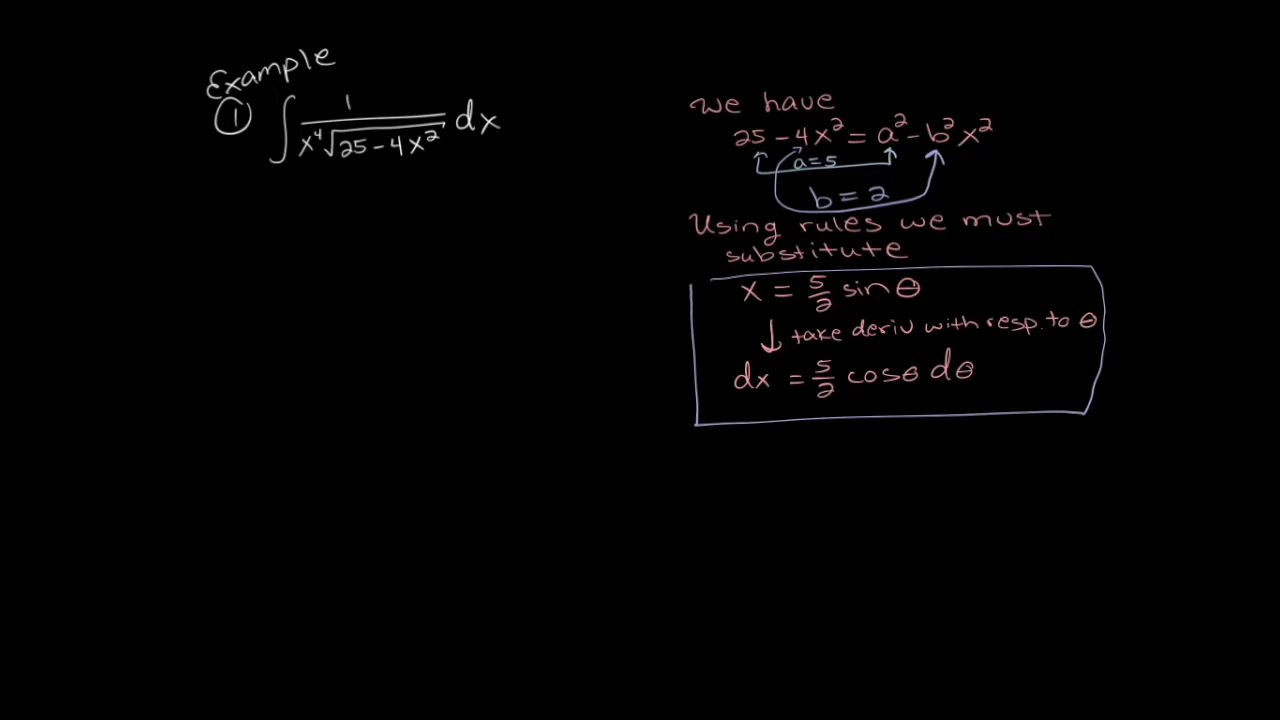 Example
① ∫ 1/(x⁴√(25-4x²)) dx
We have
25-4x² = a²-b²x²
a=5
b=2
Using rules we must
substitute
x = 5/2 sin θ
↓ take deriv with resp. to θ
dx = 5/2 cosθ dθ